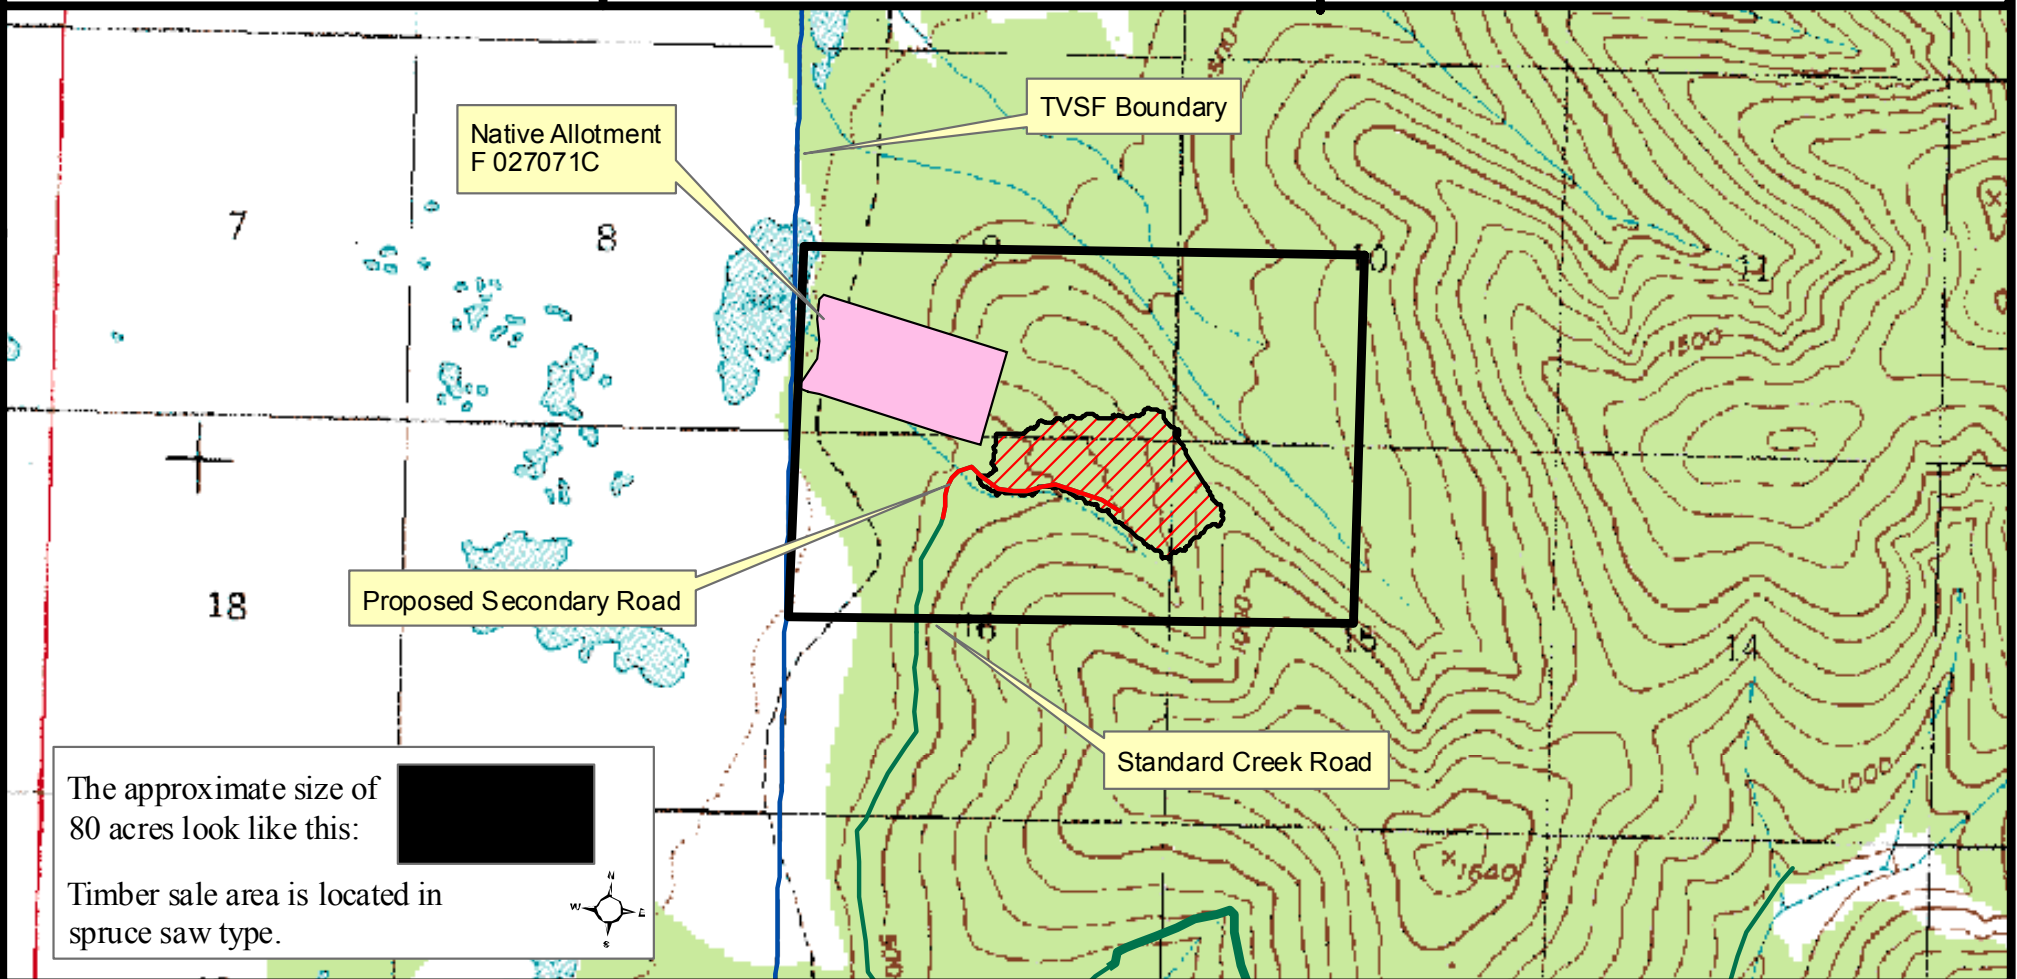 500
TVSF Boundary
Native Allotment
F 027071C
7
8
9
10
11
1500
18
Proposed Secondary Road
16
1000
15
14
Standard Creek Road
1000
The approximate size of
80 acres look like this:
Timber sale area is located in
spruce saw type.
N
W
E
S
×1640